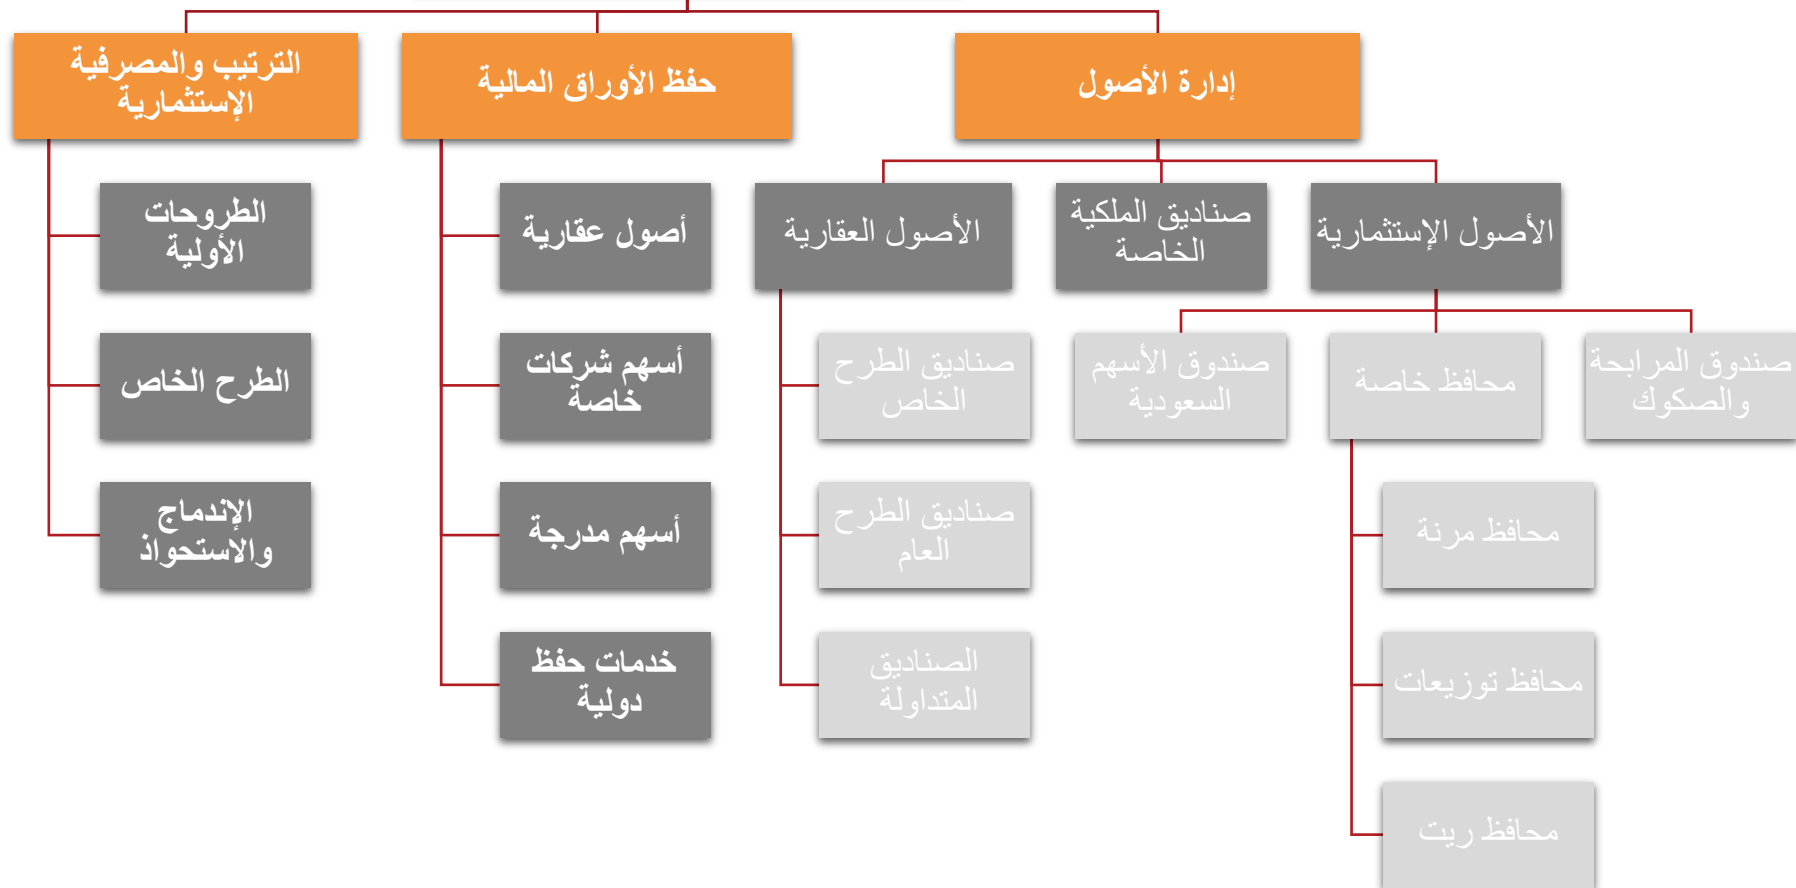 إدارة الأصول
حفظ الأوراق المالية
الترتيب والمصرفية
الإستثمارية
الأصول الإستثمارية
صناديق الملكية
الخاصة
الأصول العقارية
أصول عقارية
الطروحات
الأولية
صندوق المرابحة
والصكوك
محافظ خاصة
صندوق الأسهم
السعودية
صناديق الطرح
الخاص
أسهم شركات
خاصة
الطرح الخاص
محافظ مرنة
صناديق الطرح
العام
أسهم مدرجة
الإندماج
والاستحواذ
محافظ توزيعات
الصناديق
المتداولة
خدمات حفظ
دولية
محافظ ريت